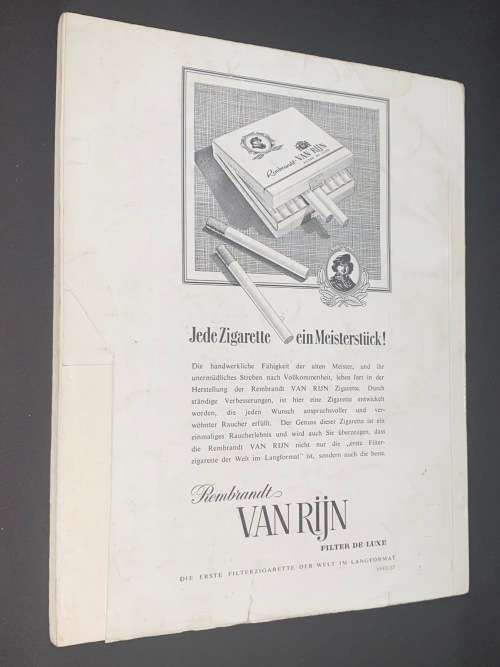 Rembrandt VAN RIJN
FILTER DE LUXE
Jede Zigarette ein Meisterstück!
Die handwerkliche Fähigkeit der alten Meister, und ihr
unermüdliches Streben nach Vollkommenheit, leben fort in der
Herstellung der Rembrandt VAN RIJN Zigarette. Durch
ständige Verbesserungen, ist hier eine Zigarette entwickelt
worden, die jeden Wunsch anspruchsvoller und ver-
wöhnter Raucher erfüllt. Der Genuss dieser Zigarette ist ein
einmaliges Raucherlebnis und wird auch Sie überzeugen, dass
die Rembrandt VAN RIJN nicht nur die „erste Filter-
zigarette der Welt im Langformat" ist, sondern auch die beste.
Rembrandt
VAN RIJN
FILTER DE LUXE
DIE ERSTE FILTERZIGARETTE DER WELT IM LANGFORMAT